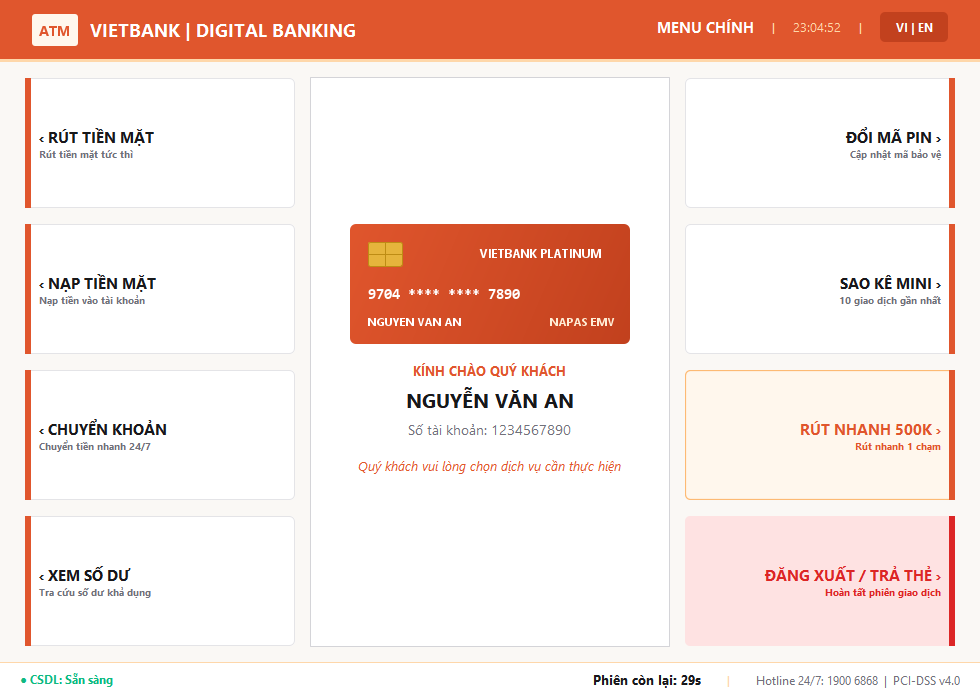 ATM VIETBANK | DIGITAL BANKING
MENU CHÍNH | 23:04:52 | VI | EN
‹ RÚT TIỀN MẶT
Rút tiền mặt tức thì
‹ NẠP TIỀN MẶT
Nạp tiền vào tài khoản
‹ CHUYỂN KHOẢN
Chuyển tiền nhanh 24/7
‹ XEM SỐ DƯ
Tra cứu số dư khả dụng
VIETBANK PLATINUM
9704 **** **** 7890
NGUYEN VAN AN NAPAS EMV
KÍNH CHÀO QUÝ KHÁCH
NGUYỄN VĂN AN
Số tài khoản: 1234567890
Quý khách vui lòng chọn dịch vụ cần thực hiện
ĐỔI MÃ PIN ›
Cập nhật mã bảo vệ
SAO KÊ MINI ›
10 giao dịch gần nhất
RÚT NHANH 500K ›
Rút nhanh 1 chạm
ĐĂNG XUẤT / TRẢ THẺ ›
Hoàn tất phiên giao dịch
● CSDL: Sẵn sàng
Phiên còn lại: 29s | Hotline 24/7: 1900 6868 | PCI-DSS v4.0